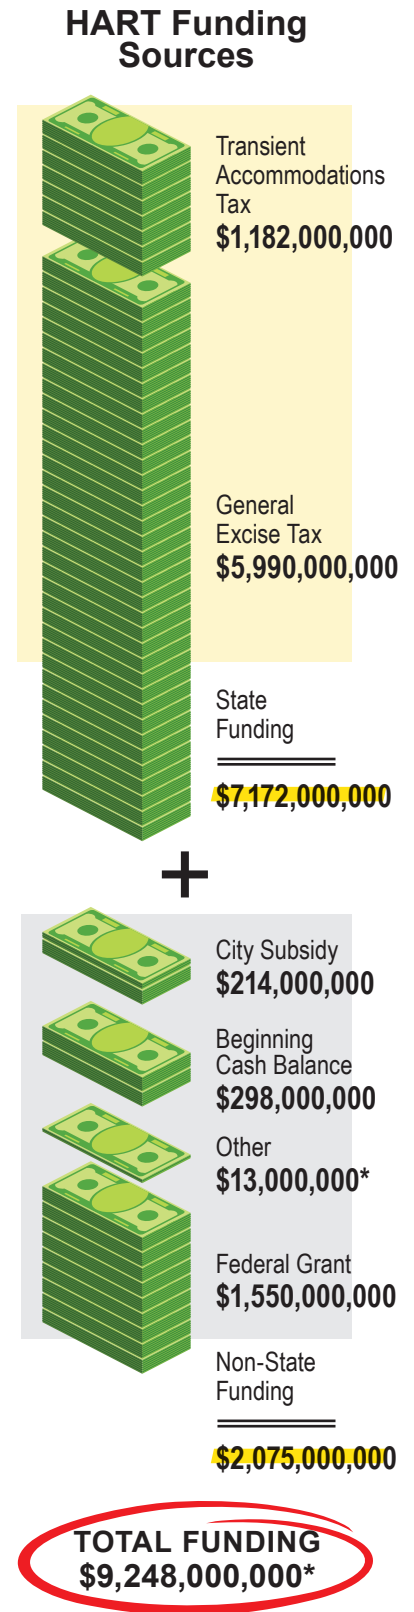 HART Funding
Sources
Transient
Accommodations
Tax
$1,182,000,000
General
Excise Tax
$5,990,000,000
State
Funding
$7,172,000,000
+
City Subsidy
$214,000,000
Beginning
Cash Balance
$298,000,000
Other
$13,000,000*
Federal Grant
$1,550,000,000
Non-State
Funding
$2,075,000,000
TOTAL FUNDING
$9,248,000,000*